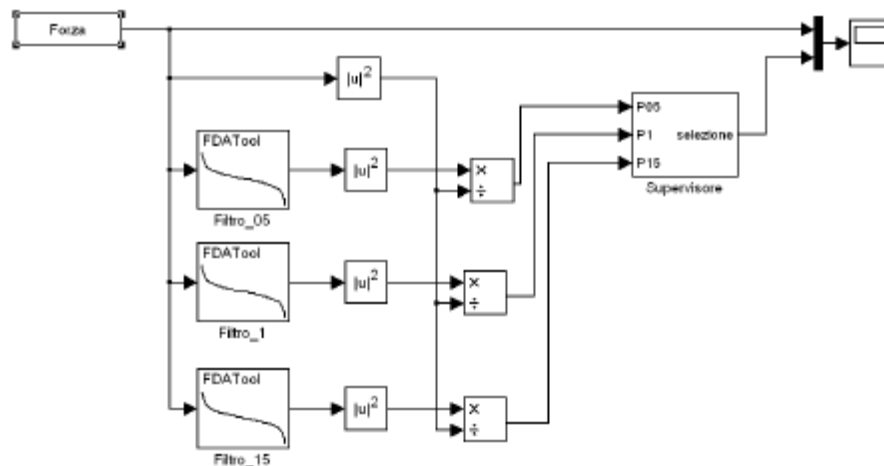 Forza
|u|²
P05
P1 selezione
P15
Supervisore
FDATool
Filtro_05
|u|²
×
÷
FDATool
Filtro_1
|u|²
×
÷
FDATool
Filtro_15
|u|²
×
÷